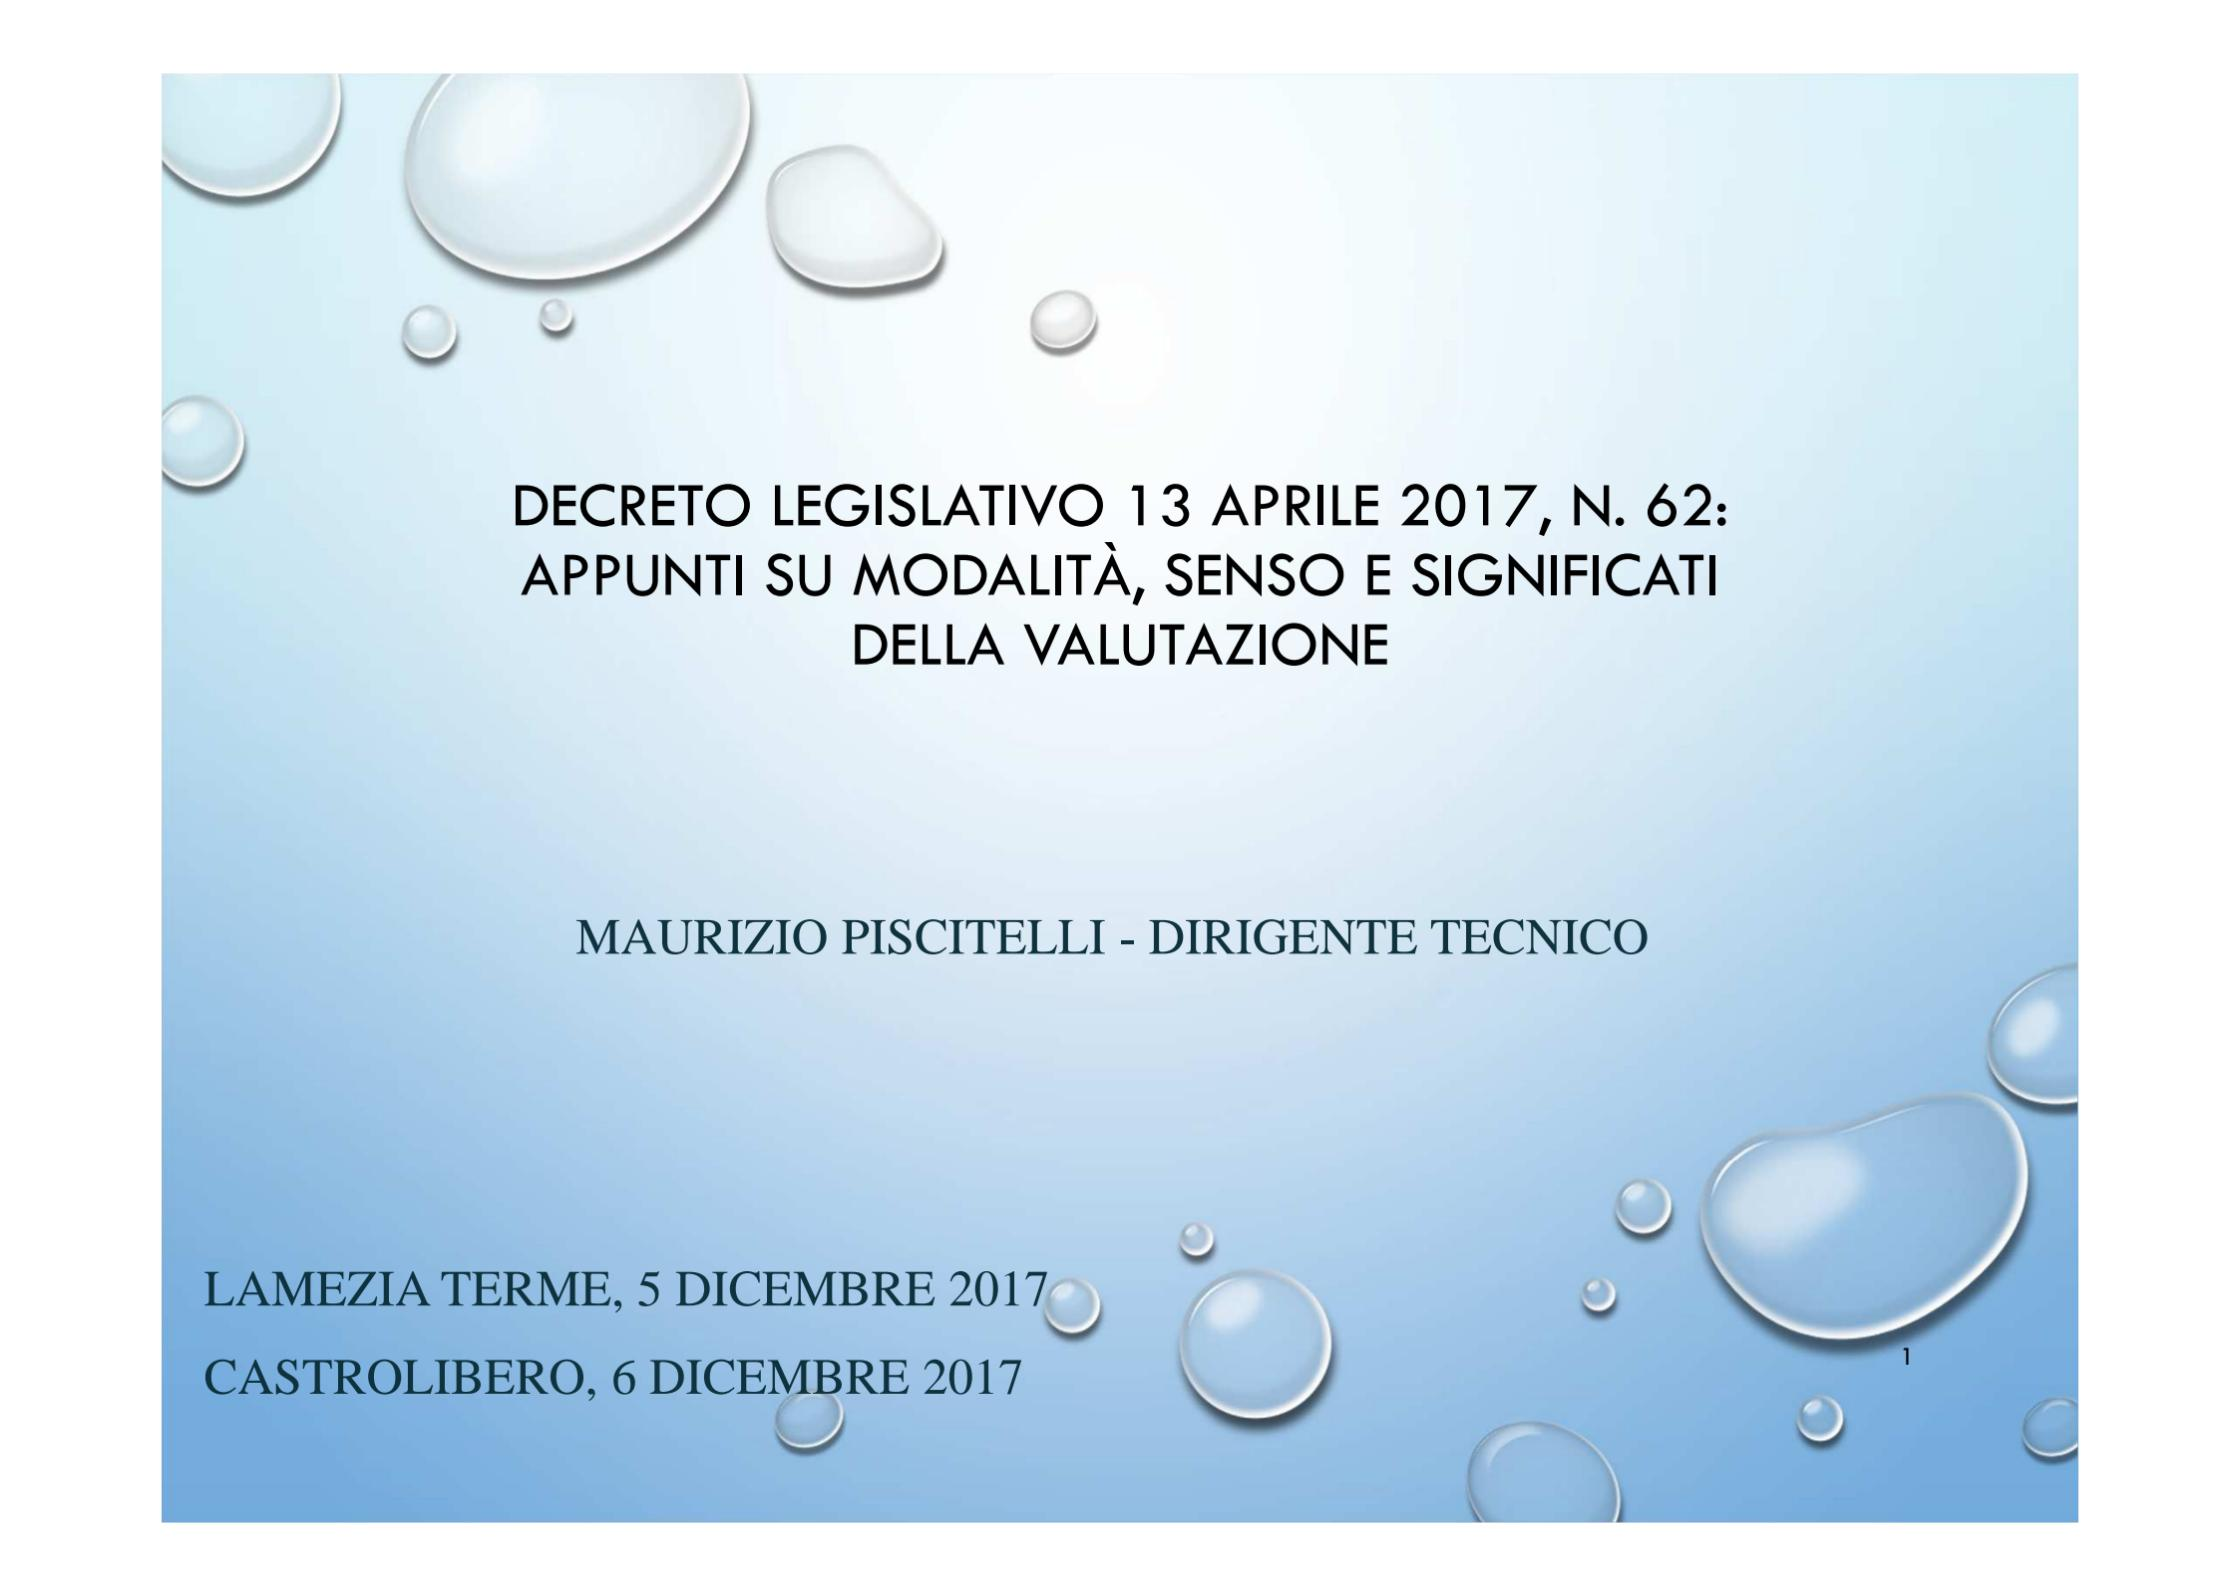 DECRETO LEGISLATIVO 13 APRILE 2017, N. 62:
APPUNTI SU MODALITÀ, SENSO E SIGNIFICATI
DELLA VALUTAZIONE
MAURIZIO PISCITELLI - DIRIGENTE TECNICO
LAMEZIA TERME, 5 DICEMBRE 2017
CASTROLIBERO, 6 DICEMBRE 2017
1